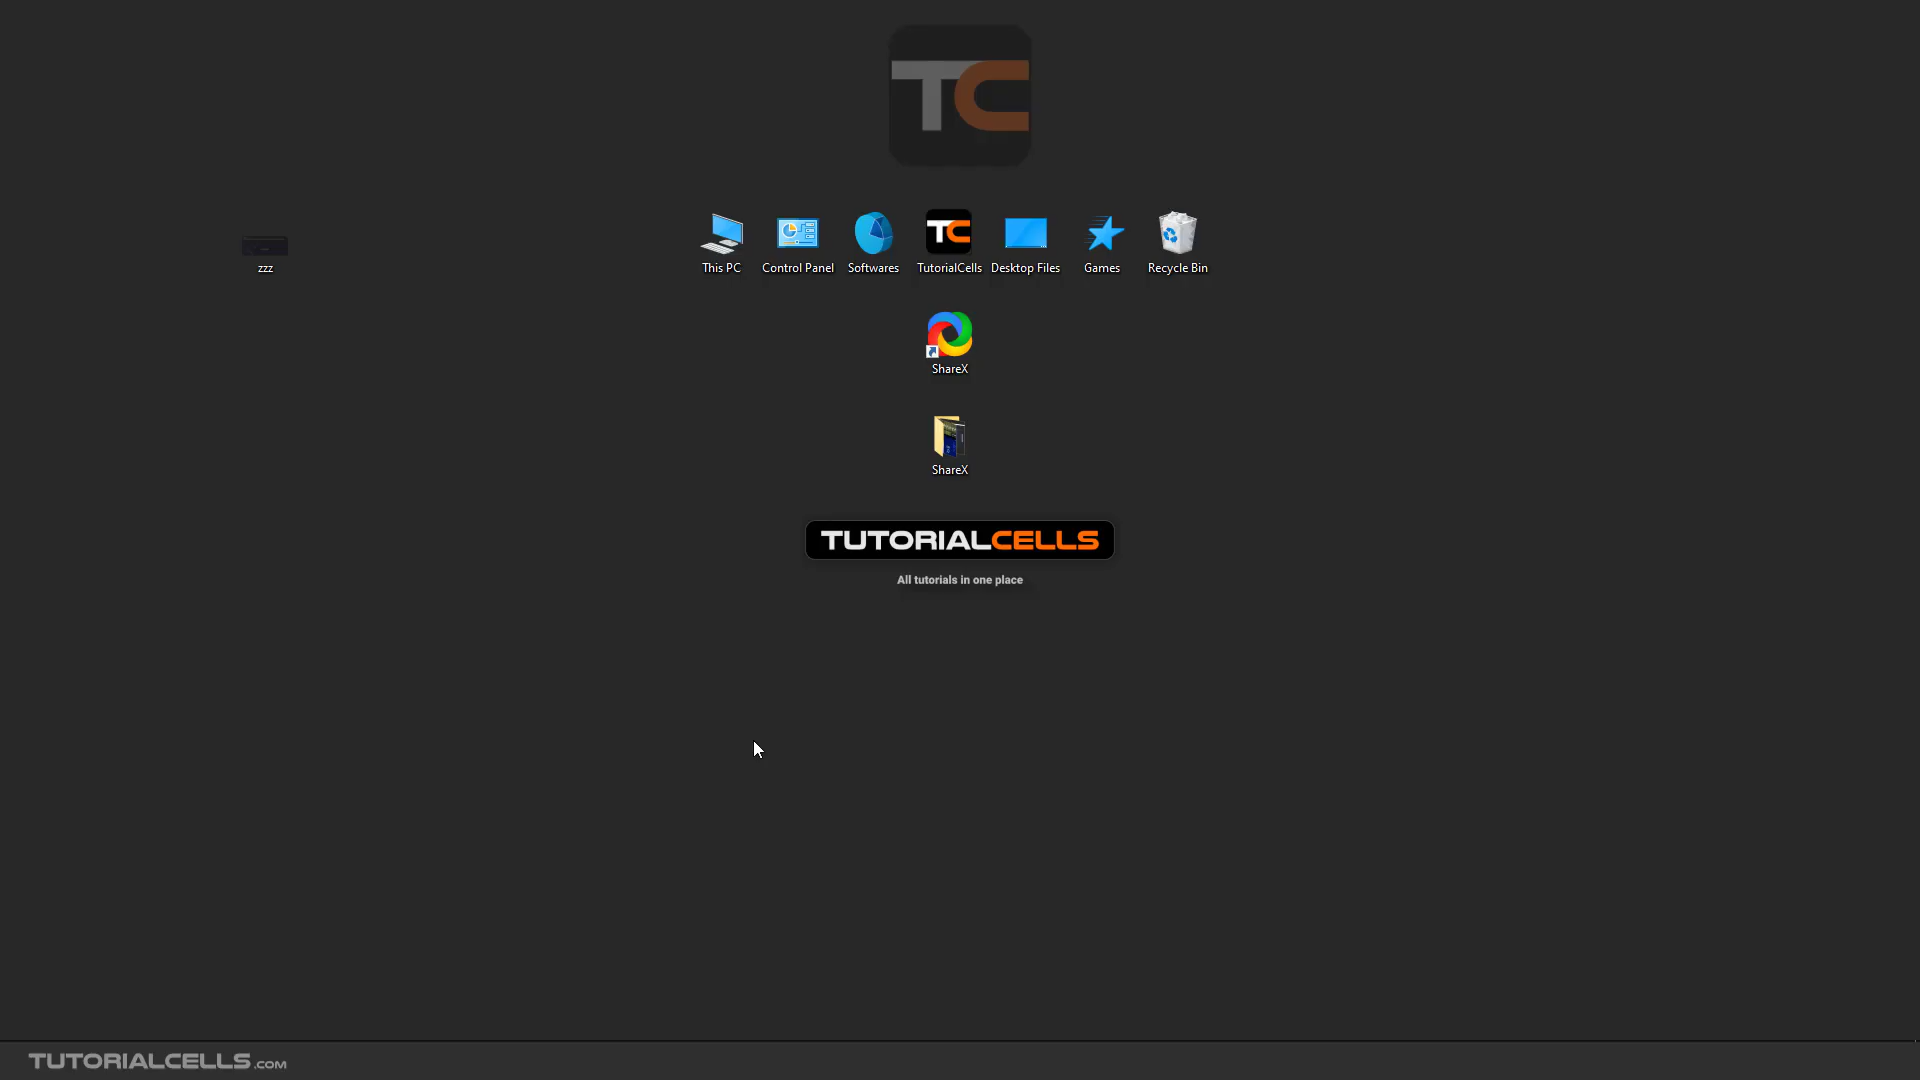 TC
zzz
This PC
Control Panel
Softwares
TC
TutorialCells
Desktop Files
Games
Recycle Bin
ShareX
ShareX
TUTORIALCELLS
All tutorials in one place
TUTORIALCELLS.COM